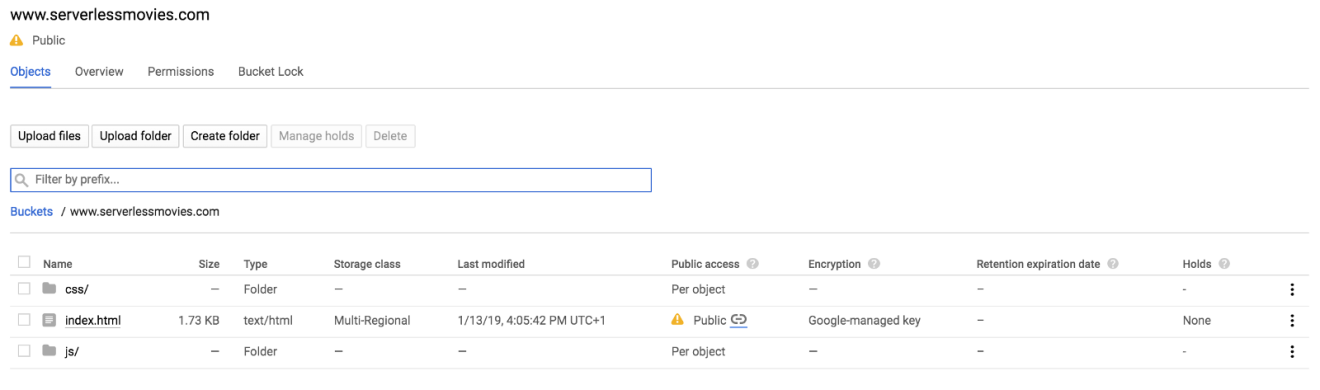 www.serverlessmovies.com
Public
Objects Overview Permissions Bucket Lock
Upload files Upload folder Create folder Manage holds Delete
Filter by prefix...
Buckets / www.serverlessmovies.com
Name Size Type Storage class Last modified Public access Encryption Retention expiration date Holds
css/ — Folder — — Per object — – -
index.html 1.73 KB text/html Multi-Regional 1/13/19, 4:05:42 PM UTC+1 Public Google-managed key – None
js/ — Folder — — Per object — – -